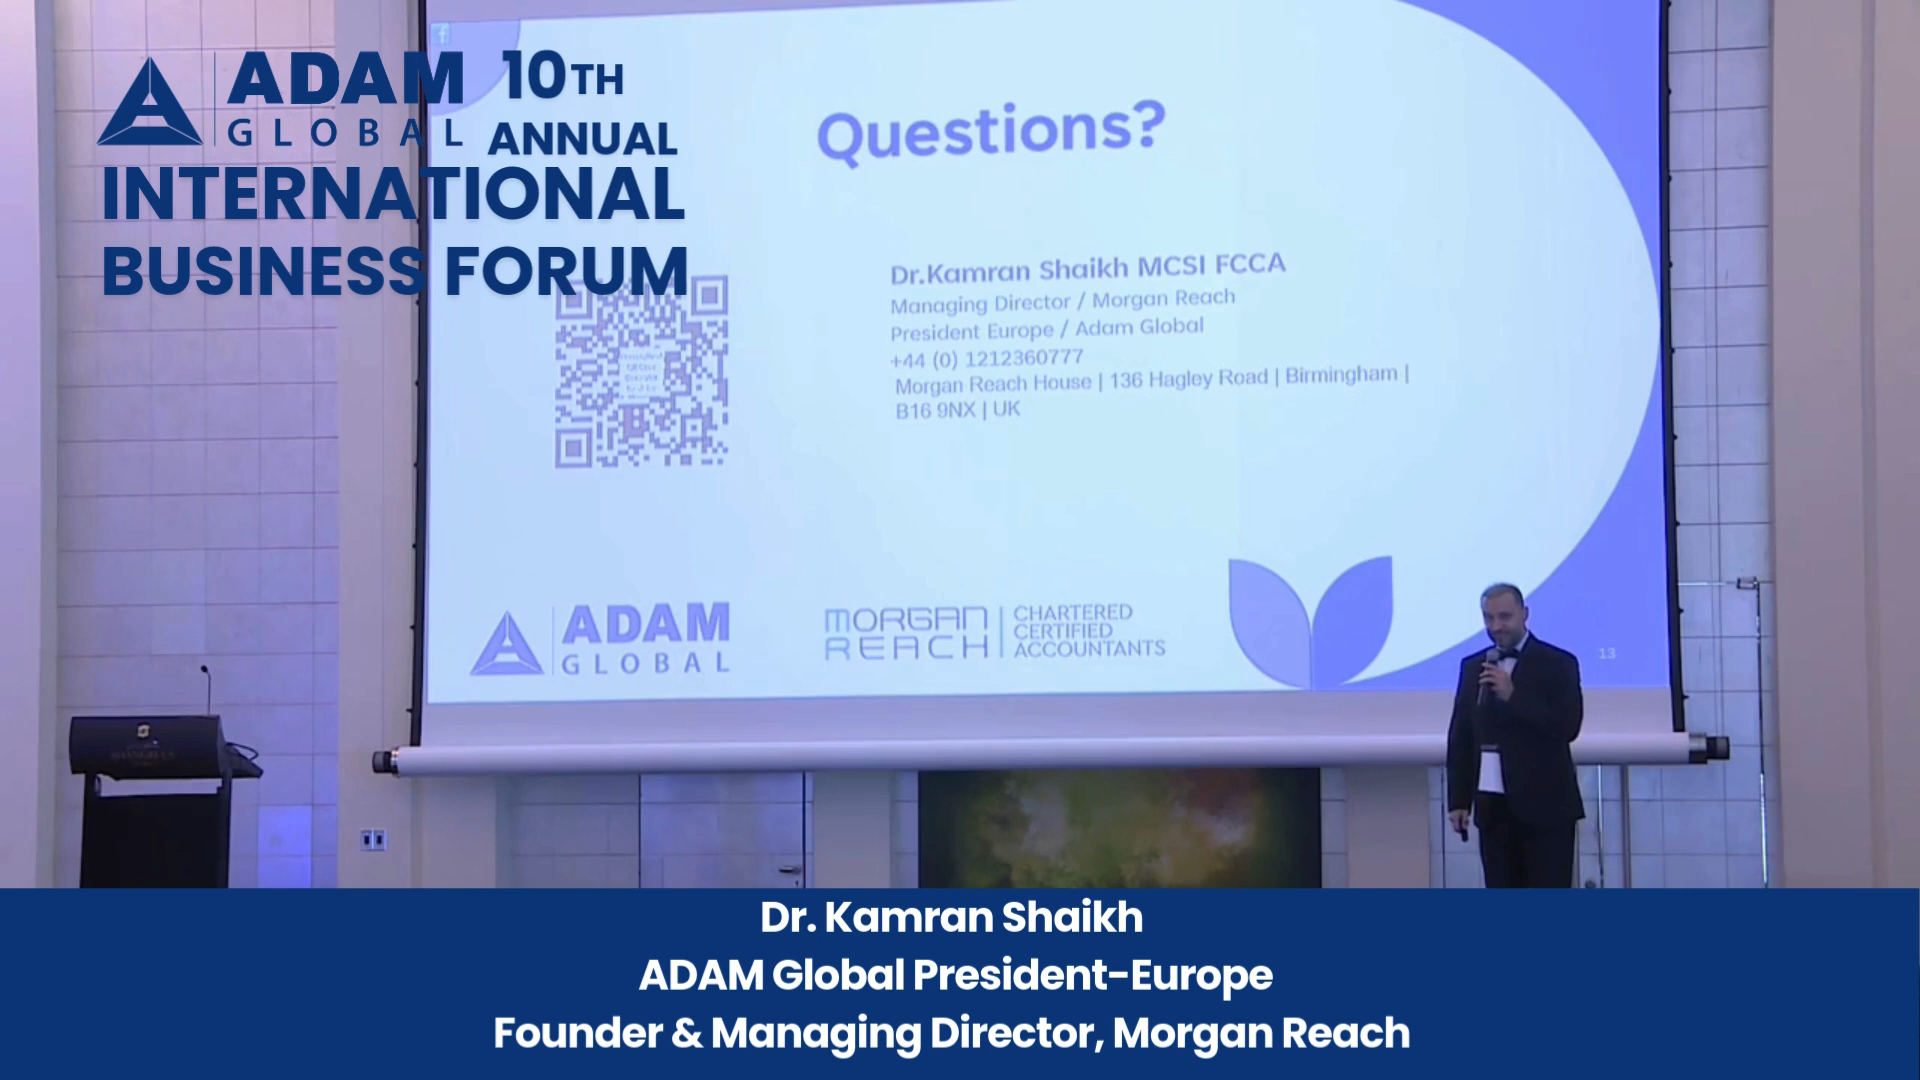 ADAM
GLOBAL
10TH
ANNUAL
INTERNATIONAL
BUSINESS FORUM
Questions?
Dr.Kamran Shaikh MCSI FCCA
Managing Director / Morgan Reach
President Europe / Adam Global
+44 (0) 1212360777
Morgan Reach House | 136 Hagley Road | Birmingham |
B16 9NX | UK
ADAM
GLOBAL
MORGAN
REACH
CHARTERED
CERTIFIED
ACCOUNTANTS
13
Dr. Kamran Shaikh
ADAM Global President-Europe
Founder & Managing Director, Morgan Reach